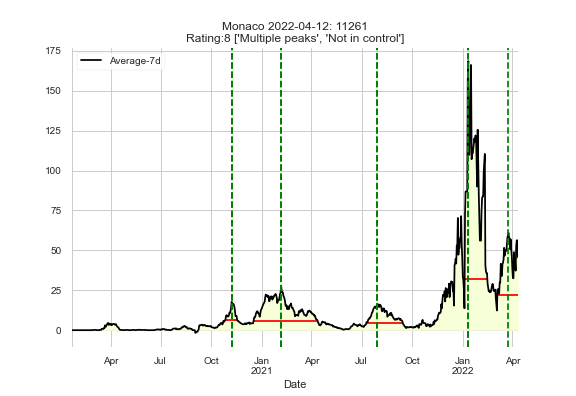 Monaco 2022-04-12: 11261
Rating:8 ['Multiple peaks', 'Not in control']
Average-7d
175
150
125
100
75
50
25
0
Apr Jul Oct Jan Apr Jul Oct Jan Apr
2021 2022
Date